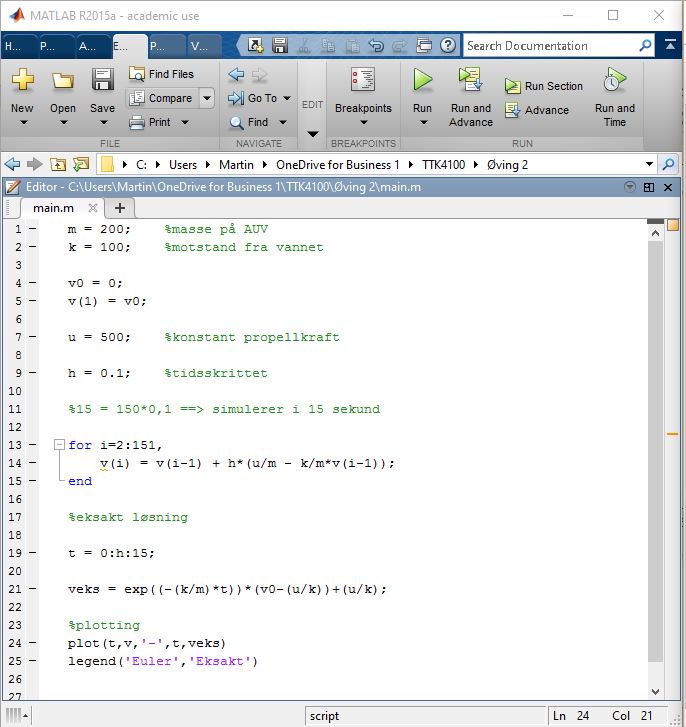 MATLAB R2015a - academic use
H... P... A... E... P... V... Search Documentation
New Open Save Find Files Compare Print
Go To Find
EDIT
Breakpoints
Run Run and Advance Run Section Advance Run and Time
FILE NAVIGATE BREAKPOINTS RUN
C: Users Martin OneDrive for Business 1 TTK4100 Øving 2
Editor - C:\Users\Martin\OneDrive for Business 1\TTK4100\Øving 2\main.m
main.m
1 m = 200; %masse på AUV
2 k = 100; %motstand fra vannet
3
4 v0 = 0;
5 v(1) = v0;
6
7 u = 500; %konstant propellkraft
8
9 h = 0.1; %tidsskrittet
10
11 %15 = 150*0,1 ==> simulerer i 15 sekund
12
13 for i=2:151,
14 v(i) = v(i-1) + h*(u/m - k/m*v(i-1));
15 end
16
17 %eksakt løsning
18
19 t = 0:h:15;
20
21 veks = exp((-(k/m)*t))*(v0-(u/k))+(u/k);
22
23 %plotting
24 plot(t,v,'-',t,veks)
25 legend('Euler','Eksakt')
26
27
script Ln 24 Col 21